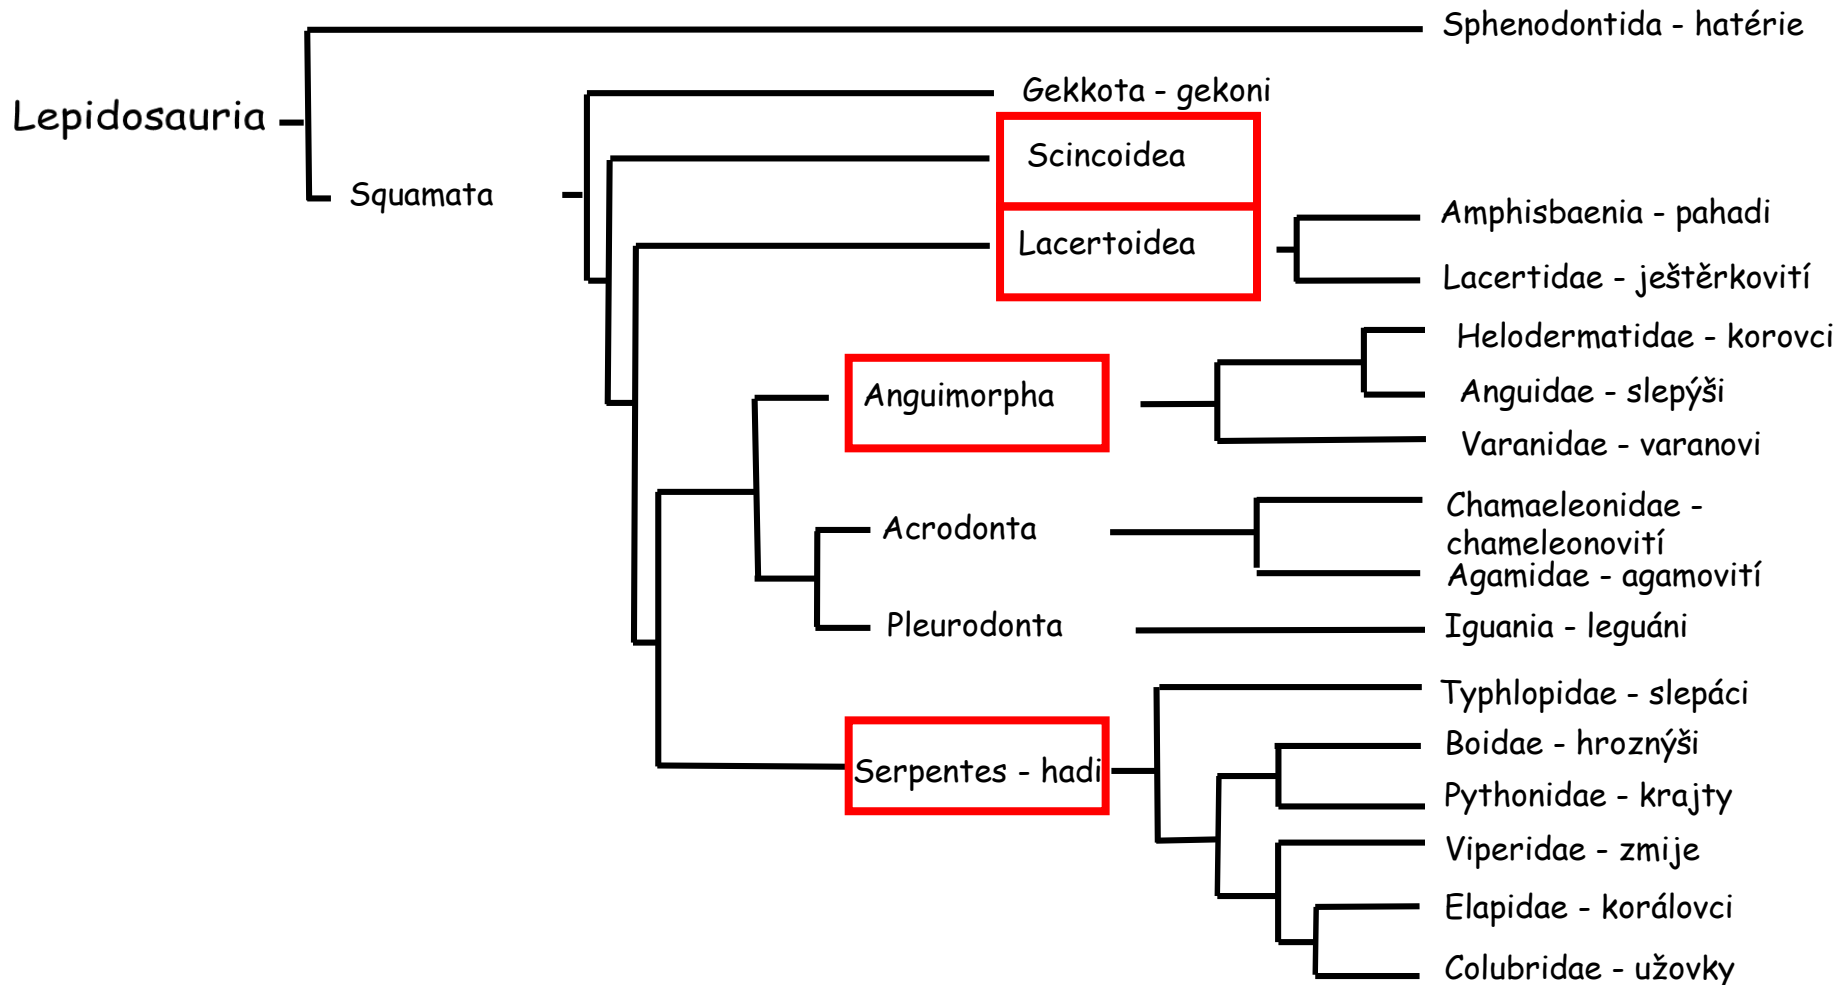 Sphenodontida - hatérie
Gekkota - gekoni
Lepidosauria
Scincoidea
Squamata
Amphisbaenia - pahadi
Lacertoidea
Lacertidae - ještěrkovití
Helodermatidae - korovci
Anguimorpha
Anguidae - slepýši
Varanidae - varanovi
Chamaeleonidae -
chameleonovití
Acrodonta
Agamidae - agamovití
Pleurodonta
Iguania - leguáni
Typhlopidae - slepáci
Boidae - hroznýši
Serpentes - hadi
Pythonidae - krajty
Viperidae - zmije
Elapidae - korálovci
Colubridae - užovky